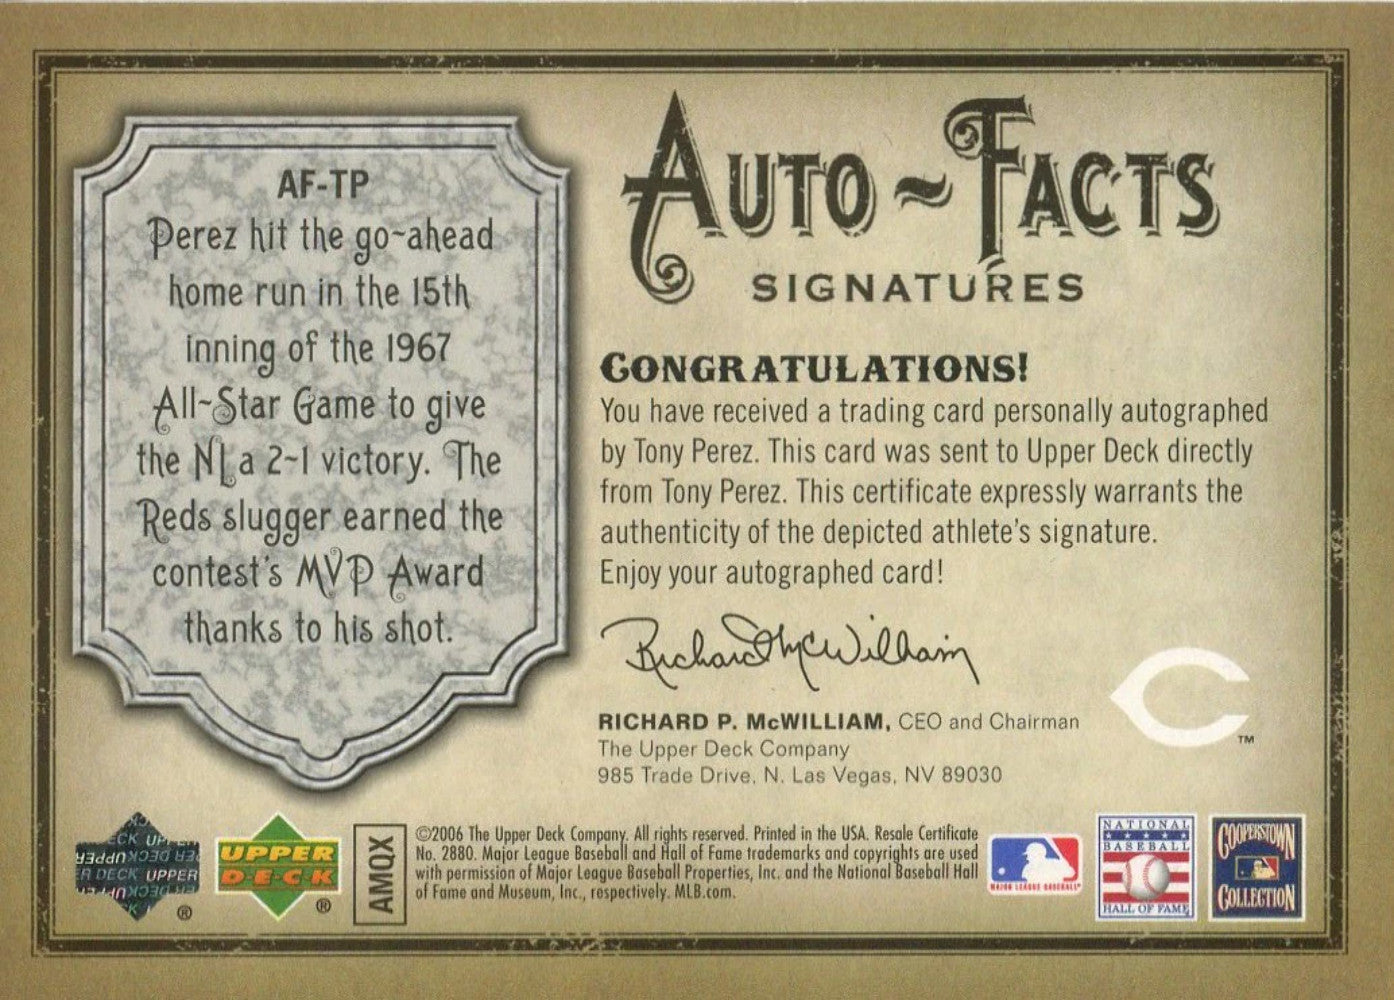 AF-TP
Perez hit the go~ahead
home run in the 15th
inning of the 1967
All~Star Game to give
the NL a 2~1 victory. The
Reds slugger earned the
contest's MVP Award
thanks to his shot.
AUTO~FACTS
SIGNATURES
CONGRATULATIONS!
You have received a trading card personally autographed
by Tony Perez. This card was sent to Upper Deck directly
from Tony Perez. This certificate expressly warrants the
authenticity of the depicted athlete's signature.
Enjoy your autographed card!
Richard McWilliam
RICHARD P. McWILLIAM, CEO and Chairman
The Upper Deck Company
985 Trade Drive, N. Las Vegas, NV 89030
C
™
UPPER
DECK
®
UPPER
DECK
®
AMQX
©2006 The Upper Deck Company. All rights reserved. Printed in the USA. Resale Certificate
No. 2880. Major League Baseball and Hall of Fame trademarks and copyrights are used
with permission of Major League Baseball Properties, Inc. and the National Baseball Hall
of Fame and Museum, Inc., respectively. MLB.com.
MAJOR LEAGUE BASEBALL
NATIONAL
BASEBALL
HALL OF FAME
COOPERSTOWN
COLLECTION